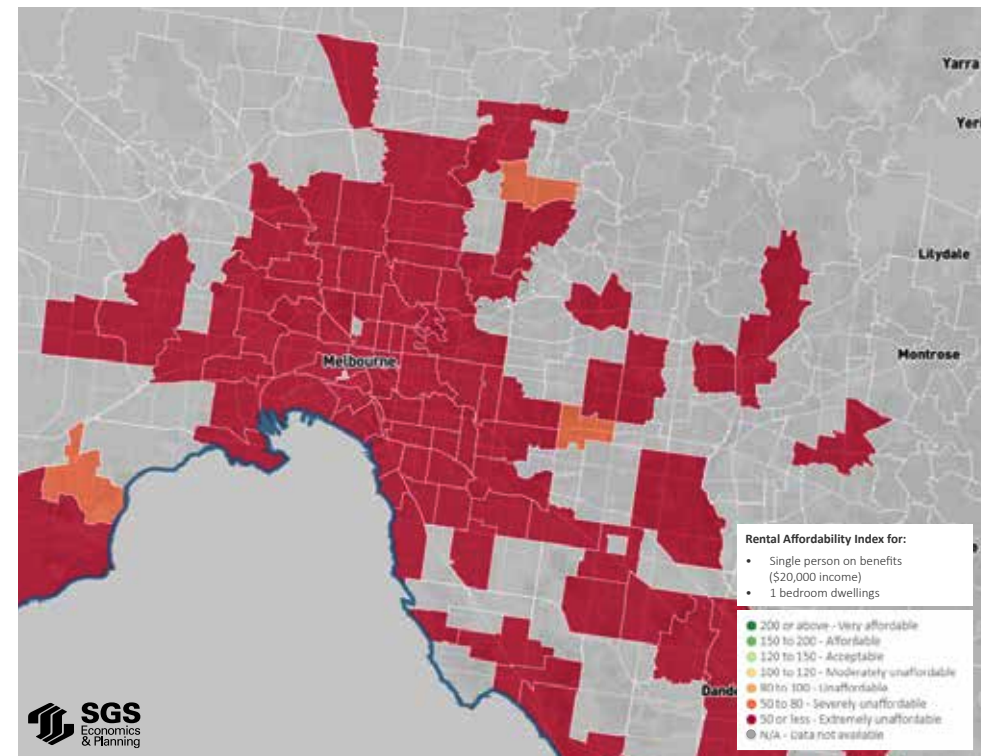 Yarra
Yeri
Lilydale
Melbourne
Montrose
Rental Affordability Index for:
• Single person on benefits
($20,000 income)
• 1 bedroom dwellings
200 or above - Very affordable
150 to 200 - Affordable
120 to 150 - Acceptable
100 to 120 - Moderately unaffordable
80 to 100 - Unaffordable
50 to 80 - Severely unaffordable
50 or less - Extremely unaffordable
N/A - Data not available
Dande
SGS
Economics
& Planning